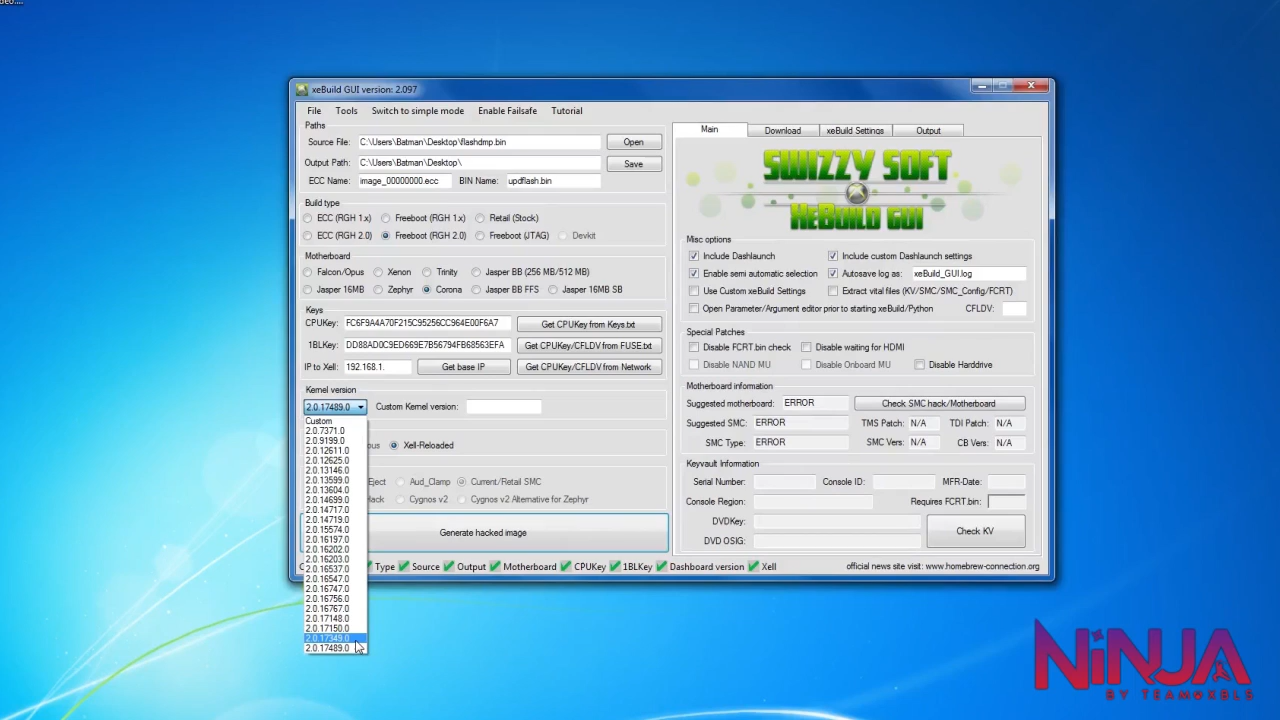 xeBuild GUI version: 2.097
File Tools Switch to simple mode Enable Failsafe Tutorial
Paths
Source File: C:\Users\Batman\Desktop\flashdmp.bin Open
Output Path: C:\Users\Batman\Desktop\ Save
ECC Name: image_00000000.ecc BIN Name: updflash.bin
Build type
ECC (RGH 1.x) Freeboot (RGH 1.x) Retail (Stock)
ECC (RGH 2.0) Freeboot (RGH 2.0) Freeboot (JTAG) Devkit
Motherboard
Falcon/Opus Xenon Trinity Jasper BB (256 MB/512 MB)
Jasper 16MB Zephyr Corona Jasper BB FFS Jasper 16MB SB
Keys
CPUKey: FC6F9A4A70F215C95256CC964E00F6A7 Get CPUKey from Keys.txt
1BLKey: DD88AD0C9ED669E7B56794FB68563EFA Get CPUKey/CFLDV from FUSE.txt
IP to Xell: 192.168.1. Get base IP Get CPUKey/CFLDV from Network
Kernel version
2.0.17489.0 Custom Kernel version:
Custom
2.0.7371.0
2.0.9199.0
2.0.12611.0
2.0.12625.0
2.0.13146.0
2.0.13599.0
2.0.13604.0
2.0.14699.0
2.0.14717.0
2.0.14719.0
2.0.15574.0
2.0.16197.0
2.0.16202.0
2.0.16203.0
2.0.16537.0
2.0.16547.0
2.0.16747.0
2.0.16756.0
2.0.16767.0
2.0.17148.0
2.0.17150.0
2.0.17349.0
2.0.17489.0
ous Xell-Reloaded
Eject Aud_Clamp Current/Retail SMC
Hack Cygnos v2 Cygnos v2 Alternative for Zephyr
Generate hacked image
Type Source Output Motherboard CPUKey 1BLKey Dashboard version Xell
Main Download xeBuild Settings Output
SWIZZY SOFT
XEBUILD GUI
Misc options
Include Dashlaunch Include custom Dashlaunch settings
Enable semi automatic selection Autosave log as: xeBuild_GUI.log
Use Custom xeBuild Settings Extract vital files (KV/SMC/SMC_Config/FCRT)
Open Parameter/Argument editor prior to starting xeBuild/Python CFLDV:
Special Patches
Disable FCRT.bin check Disable waiting for HDMI
Disable NAND MU Disable Onboard MU Disable Harddrive
Motherboard information
Suggested motherboard: ERROR Check SMC hack/Motherboard
Suggested SMC: ERROR TMS Patch: N/A TDI Patch: N/A
SMC Type: ERROR SMC Vers: N/A CB Vers: N/A
Keyvault Information
Serial Number: Console ID: MFR-Date:
Console Region: Requires FCRT.bin:
DVDKey: Check KV
DVD OSIG:
official news site visit: www.homebrew-connection.org
NINJA
BY TEAMXBLS